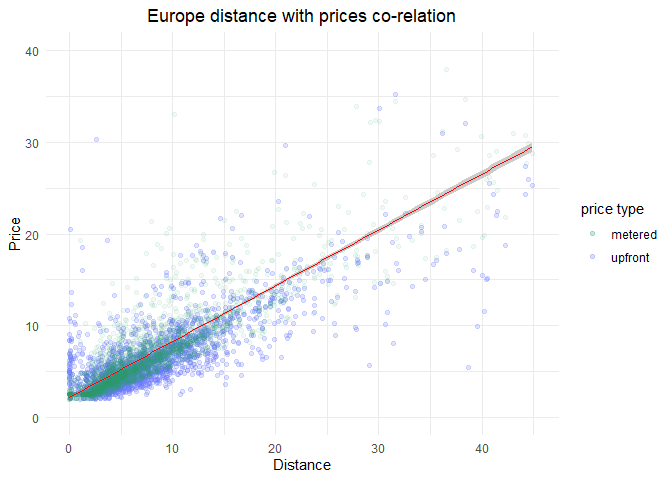 Europe distance with prices co-relation
40
30
20
10
0
Price
0 10 20 30 40
Distance
price type
metered
upfront